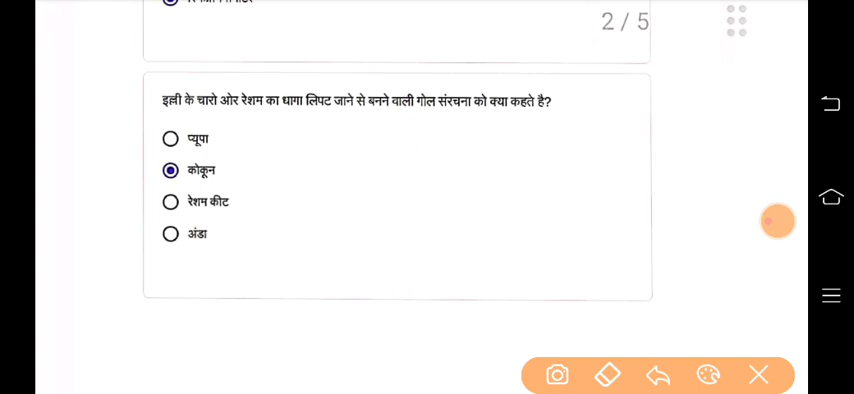 2 / 5
इल्ली के चारो ओर रेशम का धागा लिपट जाने से बनने वाली गोल संरचना को क्या कहते है?
प्यूपा
कोकून
रेशम कीट
अंडा